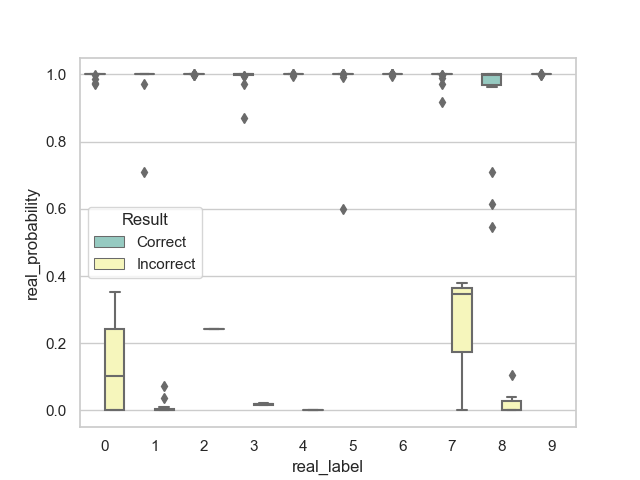 1.0
0.8
0.6
0.4
0.2
0.0
real_probability
Result
Correct
Incorrect
0 1 2 3 4 5 6 7 8 9
real_label